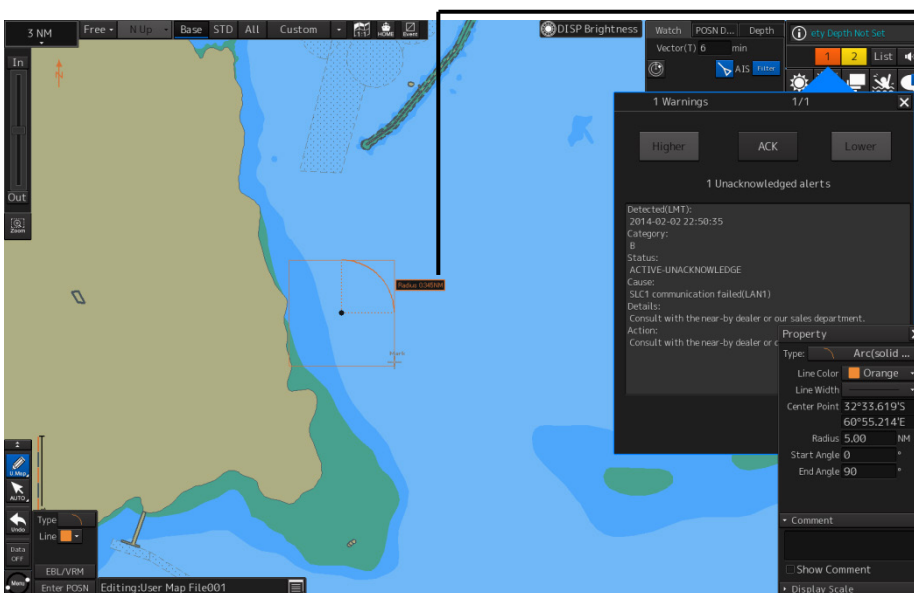 3 NM
Free
N Up
Base STD All Custom
1:1
HOME
Event
DISP Brightness
Watch POSN D... Depth
ety Depth Not Set
Vector(T) 6 min
1 2 List
AIS Filter
N
In
Out
Zoom
1 Warnings 1/1
Higher ACK Lower
1 Unacknowledged alerts
Detected(LMT):
2014-02-02 22:50:35
Category:
B
Status:
ACTIVE-UNACKNOWLEDGE
Cause:
SLC1 communication failed(LAN1)
Details:
Consult with the near-by dealer or our sales department.
Action:
Consult with the near-by dealer or
Radius 0.345NM
Mark
Property
Type: Arc(solid ...
Line Color Orange
Line Width
Center Point 32°33.619'S
60°55.214'E
Radius 5.00 NM
Start Angle 0 °
End Angle 90 °
Comment
Show Comment
Display Scale
U Map
AUTO
Undo
Data
OFF
Menu
Type
Line
EBL/VRM
Enter POSN
Editing:User Map File001